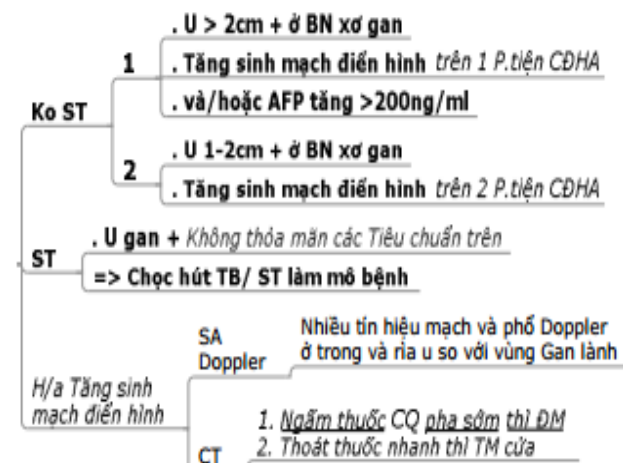 . U > 2cm + ở BN xơ gan
1
. Tăng sinh mạch điển hình trên 1 P.tiện CĐHA
. và/hoặc AFP tăng >200ng/ml
Ko ST
. U 1-2cm + ở BN xơ gan
2
. Tăng sinh mạch điển hình trên 2 P.tiện CĐHA
. U gan + Không thỏa mãn các Tiêu chuẩn trên
ST
=> Chọc hút TB/ ST làm mô bệnh
SA
Doppler
Nhiều tín hiệu mạch và phổ Doppler
ở trong và rìa u so với vùng Gan lành
H/a Tăng sinh
mạch điển hình
1. Ngấm thuốc CQ pha sớm thì ĐM
CT
2. Thoát thuốc nhanh thì TM cửa